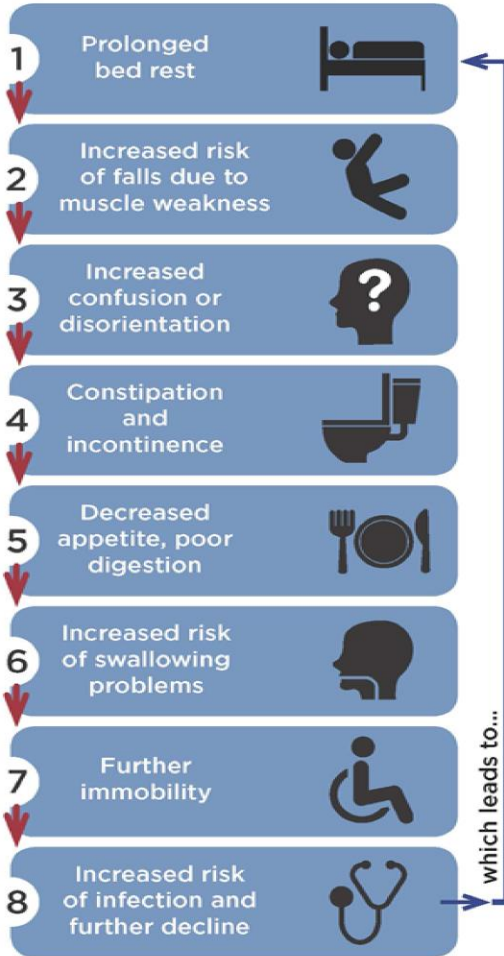 1
Prolonged
bed rest
2
Increased risk
of falls due to
muscle weakness
3
Increased
confusion or
disorientation
?
4
Constipation
and
incontinence
5
Decreased
appetite, poor
digestion
6
Increased risk
of swallowing
problems
7
Further
immobility
8
Increased risk
of infection and
further decline
which leads to...